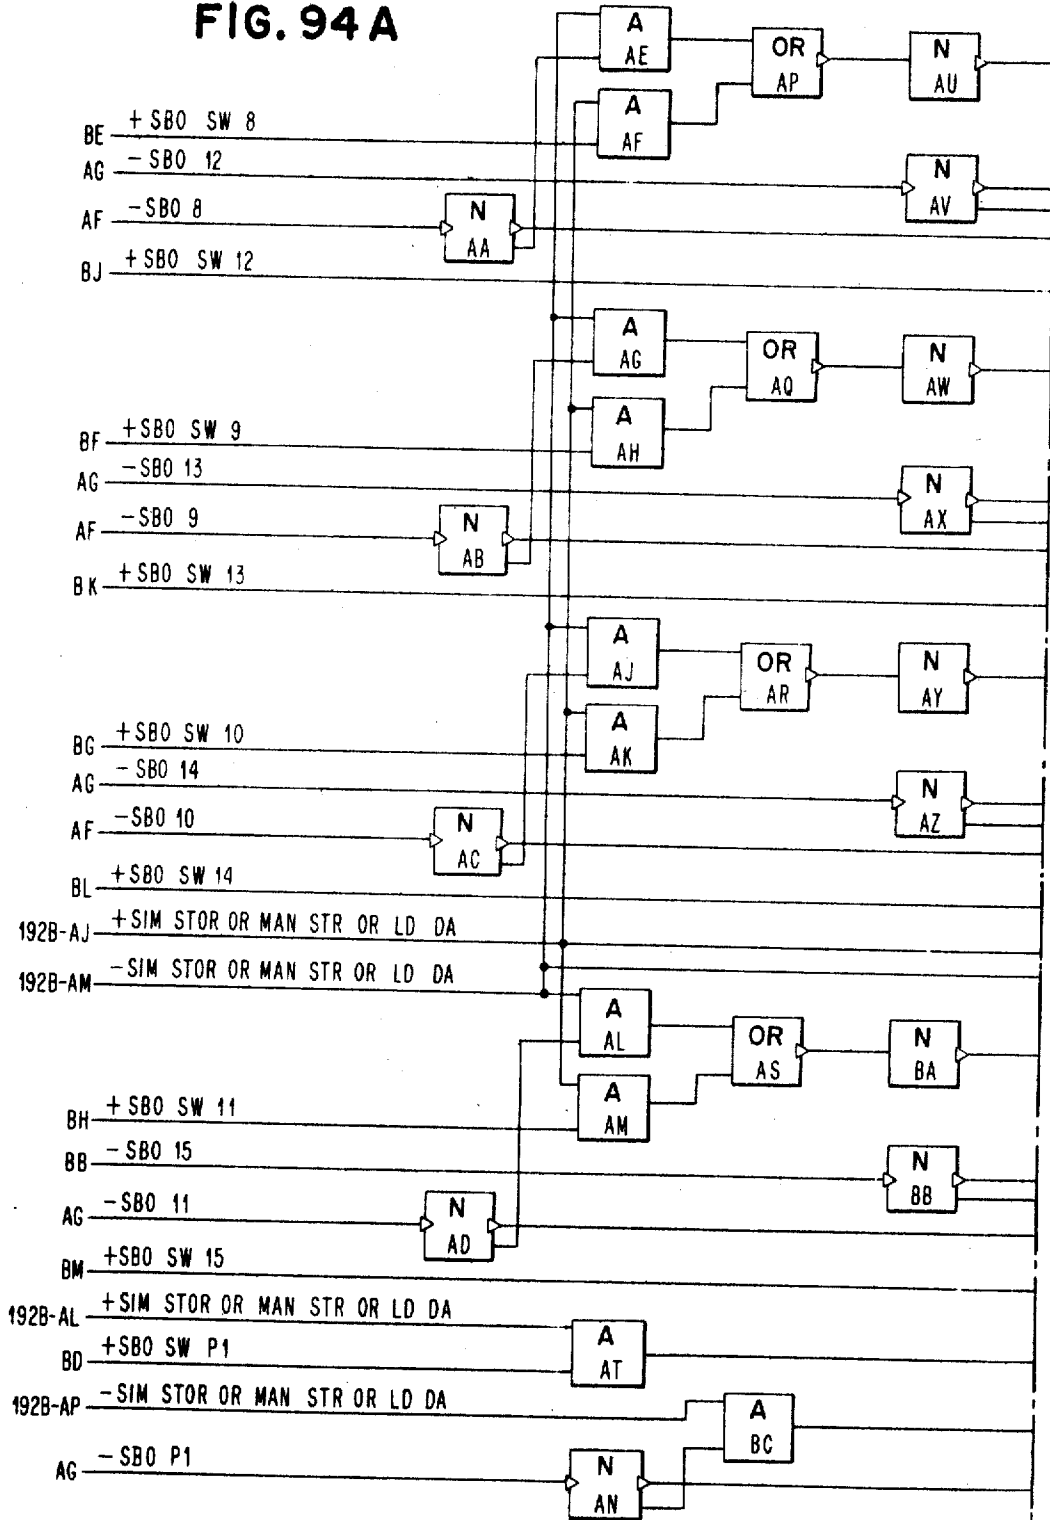 FIG. 94A
A
AE
OR
AP
N
AU
A
AF
BE +SBO SW 8
AG -SBO 12
N
AV
AF -SBO 8
N
AA
BJ +SBO SW 12
A
AG
OR
AQ
N
AW
A
AH
BF +SBO SW 9
AG -SBO 13
N
AX
AF -SBO 9
N
AB
BK +SBO SW 13
A
AJ
OR
AR
N
AY
A
AK
BG +SBO SW 10
AG -SBO 14
N
AZ
AF -SBO 10
N
AC
BL +SBO SW 14
192B-AJ +SIM STOR OR MAN STR OR LD DA
192B-AM -SIM STOR OR MAN STR OR LD DA
A
AL
OR
AS
N
BA
A
AM
BH +SBO SW 11
BB -SBO 15
N
BB
AG -SBO 11
N
AD
BM +SBO SW 15
192B-AL +SIM STOR OR MAN STR OR LD DA
A
AT
BD +SBO SW P1
192B-AP -SIM STOR OR MAN STR OR LD DA
A
BC
AG -SBO P1
N
AN